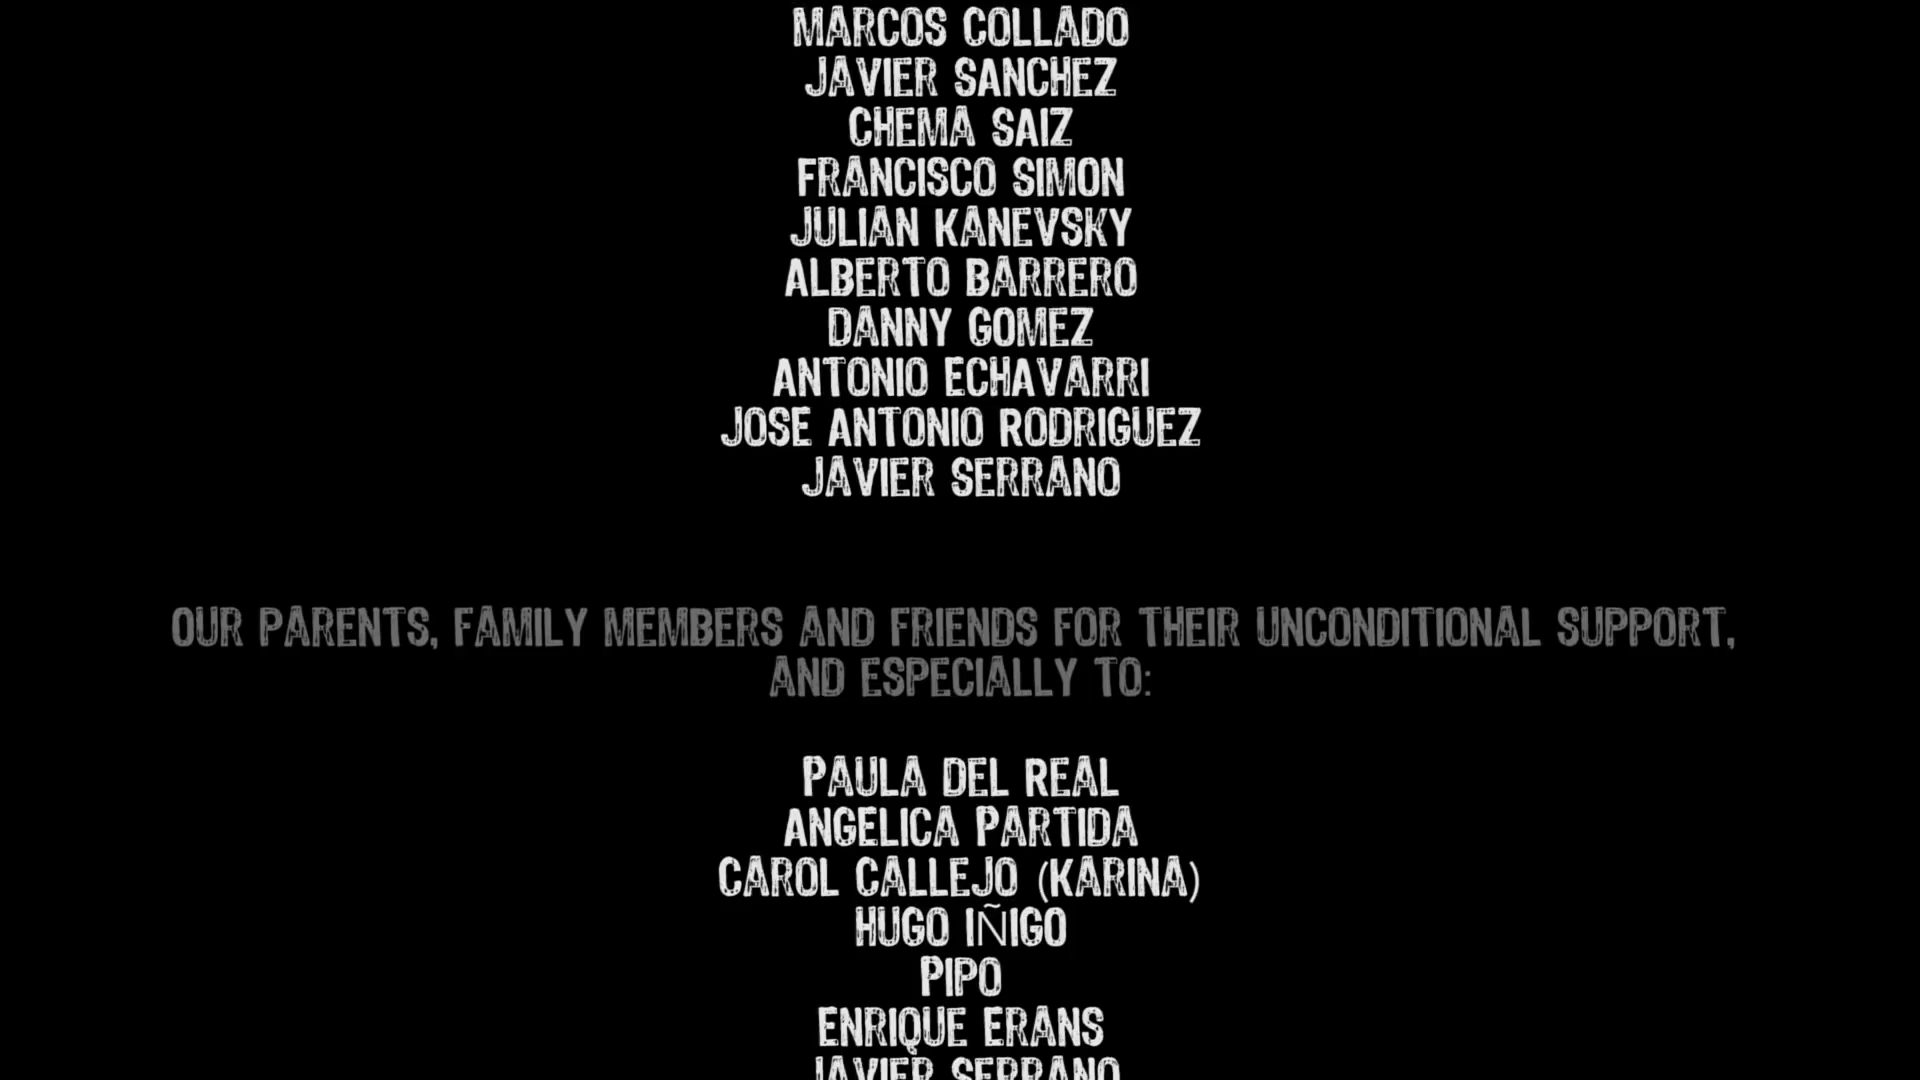 MARCOS COLLADO
JAVIER SANCHEZ
CHEMA SAIZ
FRANCISCO SIMON
JULIAN KANEVSKY
ALBERTO BARRERO
DANNY GOMEZ
ANTONIO ECHAVARRI
JOSE ANTONIO RODRIGUEZ
JAVIER SERRANO
OUR PARENTS, FAMILY MEMBERS AND FRIENDS FOR THEIR UNCONDITIONAL SUPPORT,
AND ESPECIALLY TO:
PAULA DEL REAL
ANGELICA PARTIDA
CAROL CALLEJO (KARINA)
HUGO IÑIGO
PIPO
ENRIQUE ERANS
JAVIER SERRANO